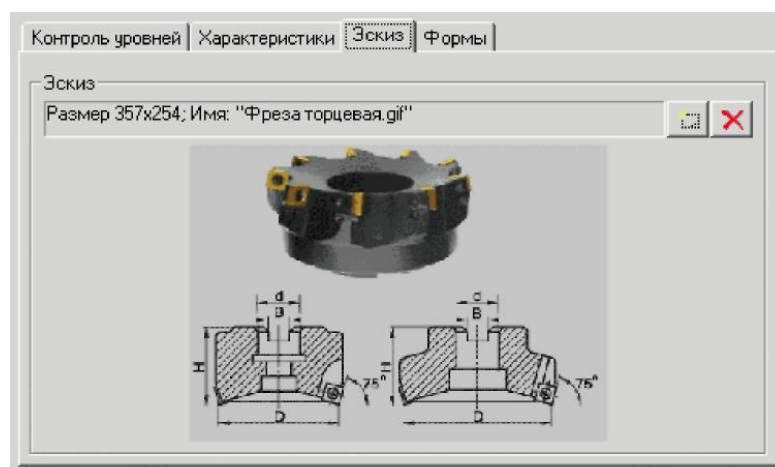 Контроль уровней Характеристики Эскиз Формы
Эскиз
Размер 357x254; Имя: "Фреза торцевая.gif"
d d
B B
H H
75° 75°
D D